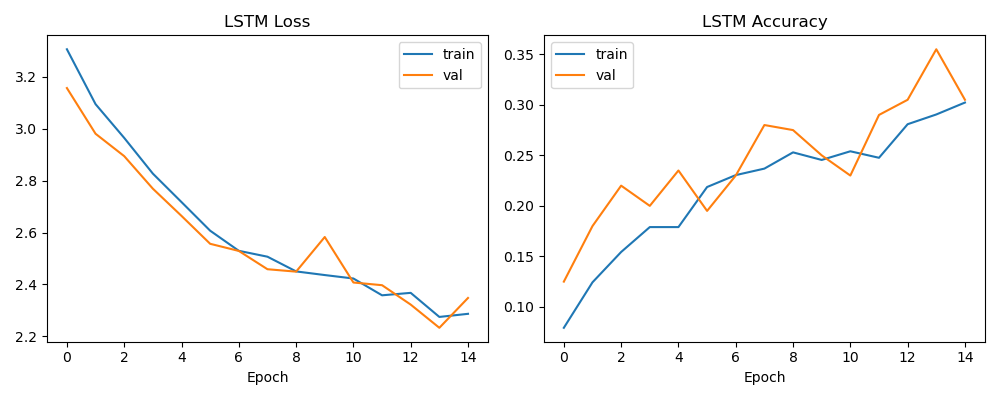 LSTM Loss
train
val
3.2
3.0
2.8
2.6
2.4
2.2
0 2 4 6 8 10 12 14
Epoch
LSTM Accuracy
train
val
0.35
0.30
0.25
0.20
0.15
0.10
0 2 4 6 8 10 12 14
Epoch